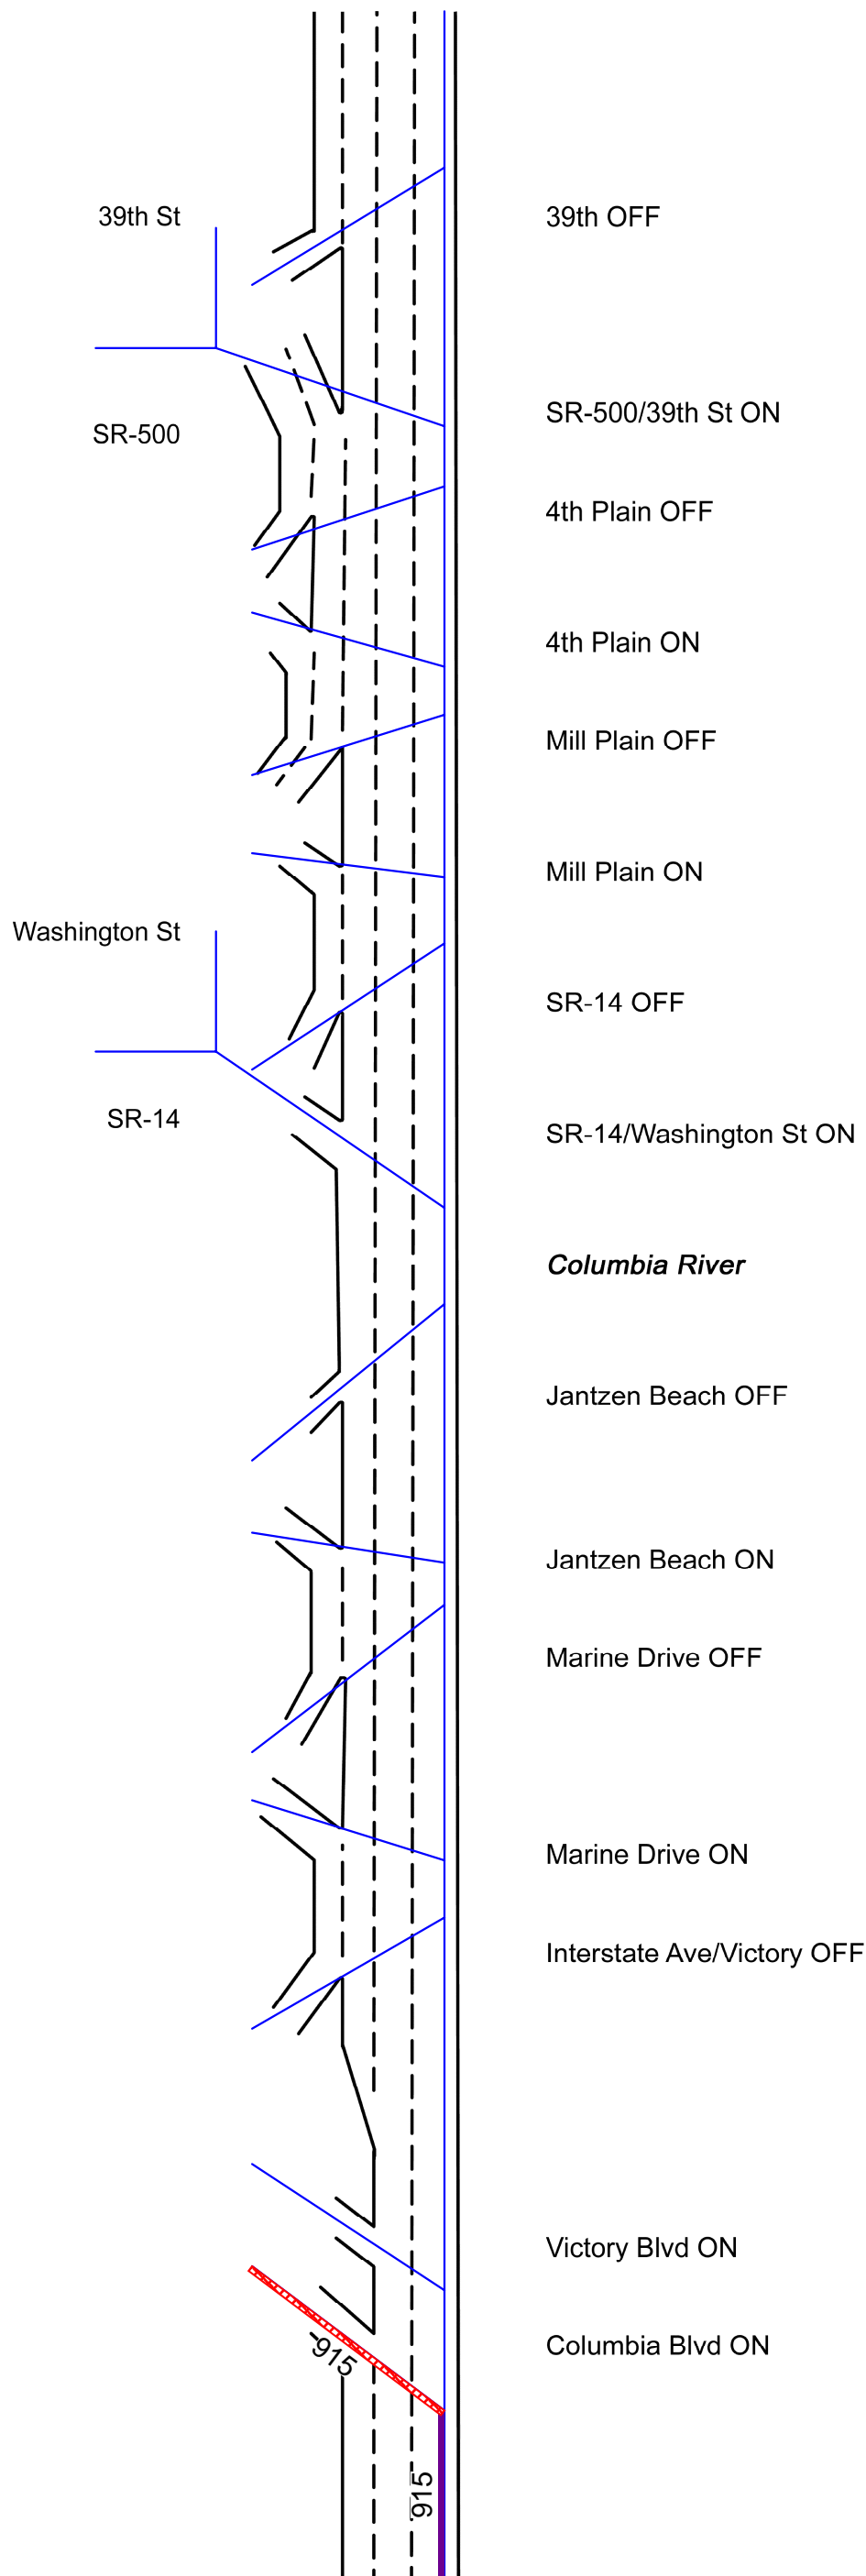 39th St
39th OFF
SR-500/39th St ON
SR-500
4th Plain OFF
4th Plain ON
Mill Plain OFF
Mill Plain ON
Washington St
SR-14 OFF
SR-14
SR-14/Washington St ON
Columbia River
Jantzen Beach OFF
Jantzen Beach ON
Marine Drive OFF
Marine Drive ON
Interstate Ave/Victory OFF
Victory Blvd ON
Columbia Blvd ON
915
915